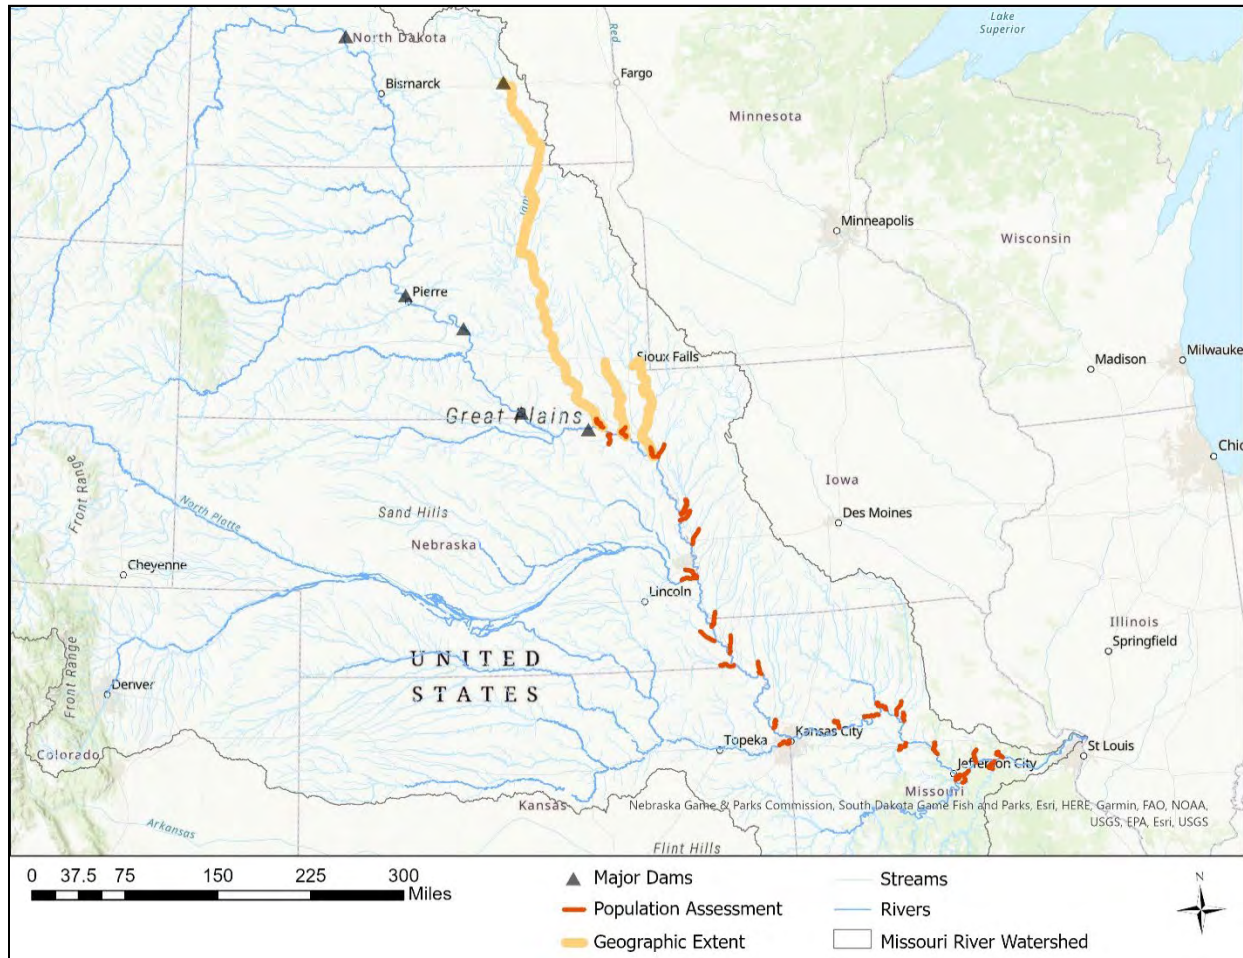 Lake
Superior
North Dakota
Red
Fargo
Bismarck
Minnesota
Minneapolis
Wisconsin
Pierre
Sioux Falls
Madison
Milwauke
Great Plains
Chic
Front Range
North Platte
Sand Hills
Iowa
Des Moines
Nebraska
Cheyenne
Lincoln
Illinois
Springfield
UNITED
STATES
Front Range
Denver
Colorado
Topeka
Kansas City
St Louis
Jefferson City
Missouri
Kansas
Nebraska Game & Parks Commission, South Dakota Game Fish and Parks, Esri, HERE, Garmin, FAO, NOAA,
USGS, EPA, Esri, USGS
Arkansas
Flint Hills
0 37.5 75 150 225 300
Miles
Major Dams
Population Assessment
Geographic Extent
Streams
Rivers
Missouri River Watershed
N